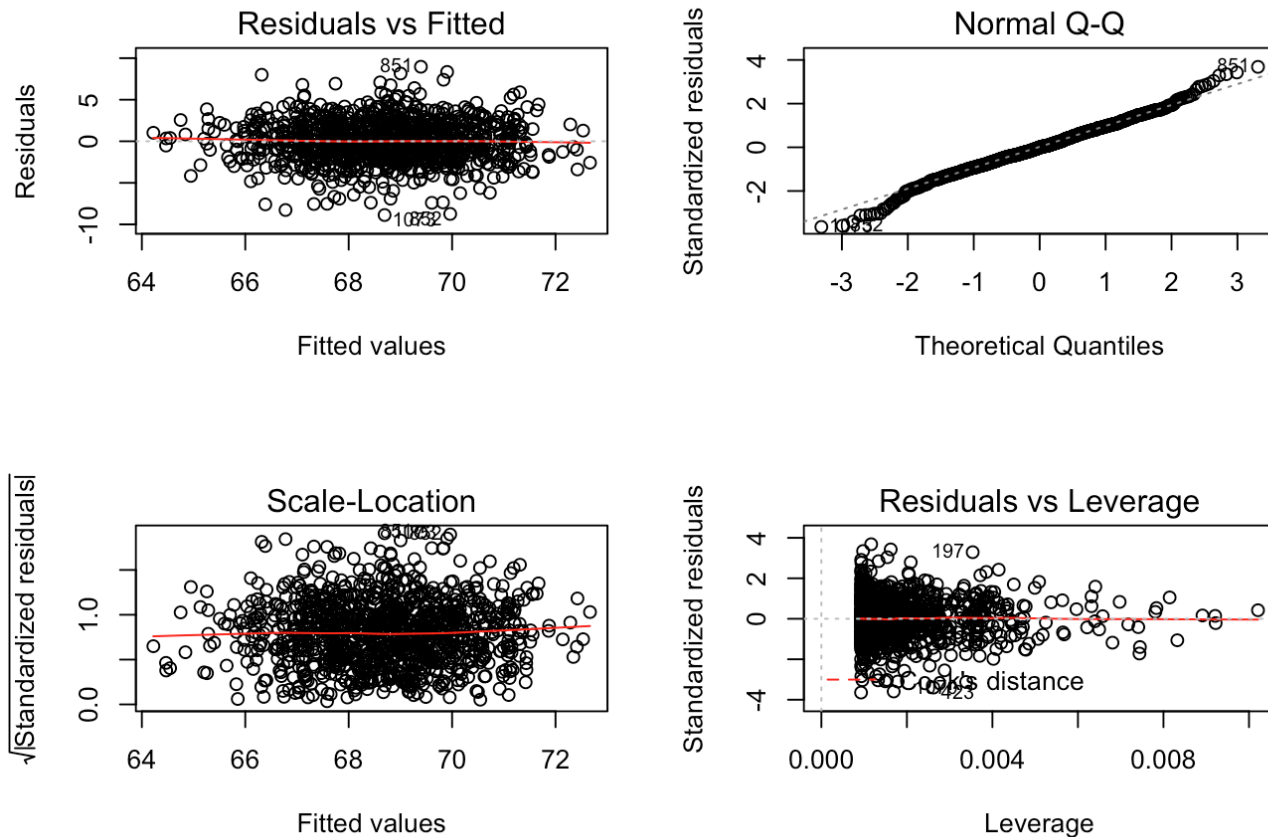 Residuals vs Fitted
Residuals
5
0
-10
851
852
64 66 68 70 72
Fitted values
Normal Q-Q
Standardized residuals
4
2
0
-2
851
-3 -2 -1 0 1 2 3
Theoretical Quantiles
Scale-Location
√|Standardized residuals|
1.0
0.0
64 66 68 70 72
Fitted values
Residuals vs Leverage
Standardized residuals
4
2
0
-4
197
Cook's distance
423
0.000 0.004 0.008
Leverage